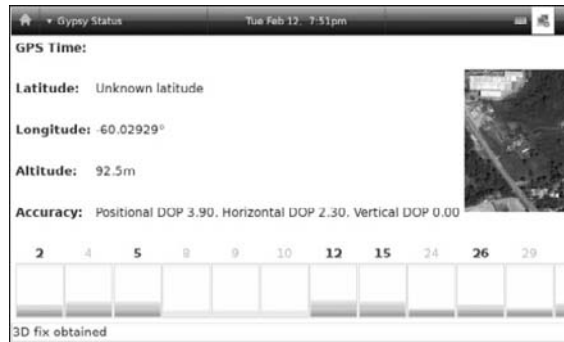 ▾ Gypsy Status Tue Feb 12, 7:51pm
GPS Time:
Latitude: Unknown latitude
Longitude: -60.02929°
Altitude: 92.5m
Accuracy: Positional DOP 3.90. Horizontal DOP 2.30. Vertical DOP 0.00
2 4 5 8 9 10 12 15 24 26 29
3D fix obtained